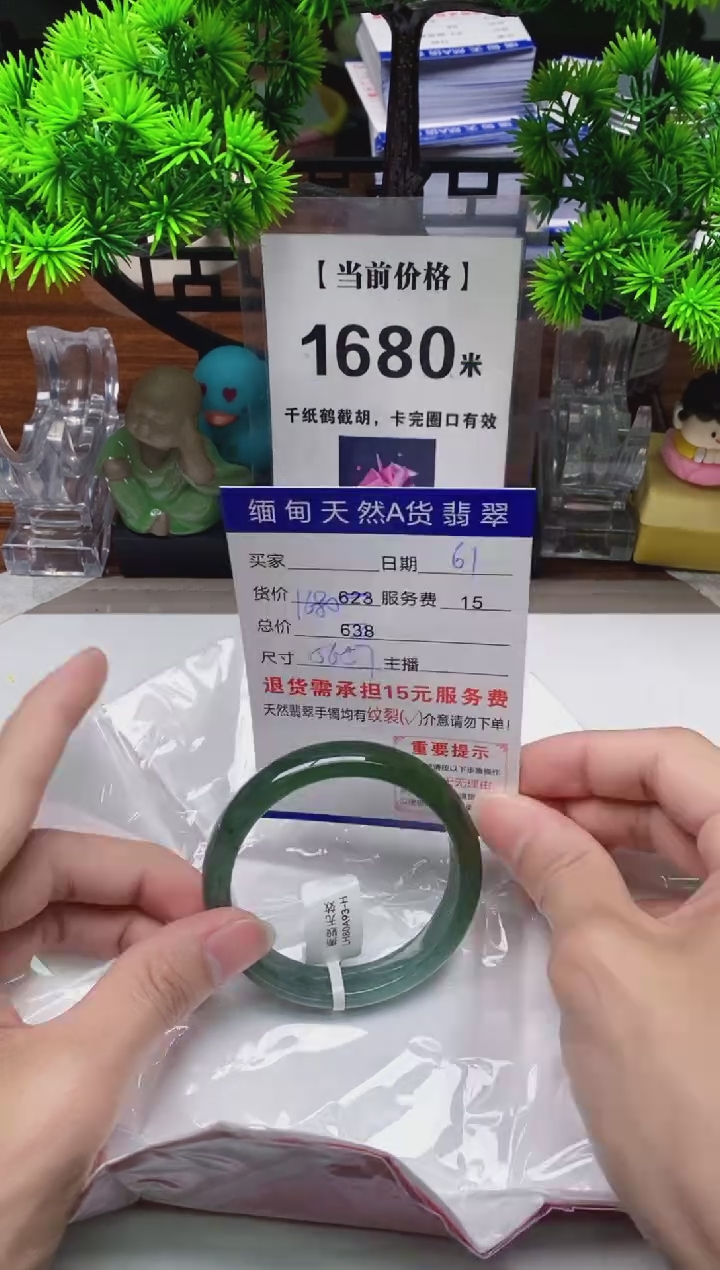 【当前价格】
1680米
千纸鹤截胡，卡完圈口有效
缅甸天然A货翡翠
买家 日期 61
货价 1680 623 服务费 15
总价 638
尺寸 主播
退货需承担15元服务费
天然翡翠手镯均有纹裂(√)介意请勿下单!
重要提示